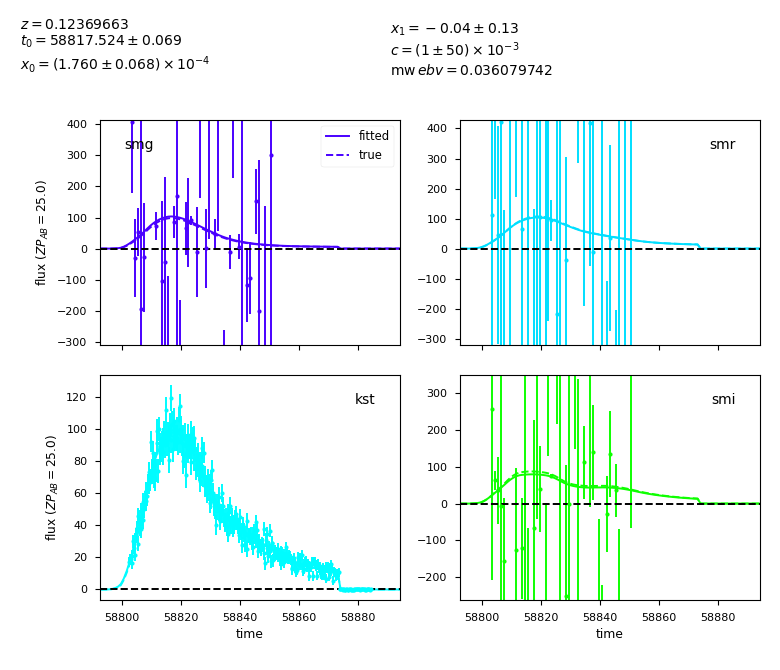 z = 0.12369663
t0 = 58817.524 ± 0.069
x0 = (1.760 ± 0.068) × 10^−4
x1 = −0.04 ± 0.13
c = (1 ± 50) × 10^−3
mw ebv = 0.036079742
smg
fitted
true
400
300
200
100
0
−100
−200
−300
flux (ZP_AB = 25.0)
smr
400
300
200
100
0
−100
−200
−300
kst
120
100
80
60
40
20
0
flux (ZP_AB = 25.0)
58800 58820 58840 58860 58880
time
smi
300
200
100
0
−100
−200
58800 58820 58840 58860 58880
time